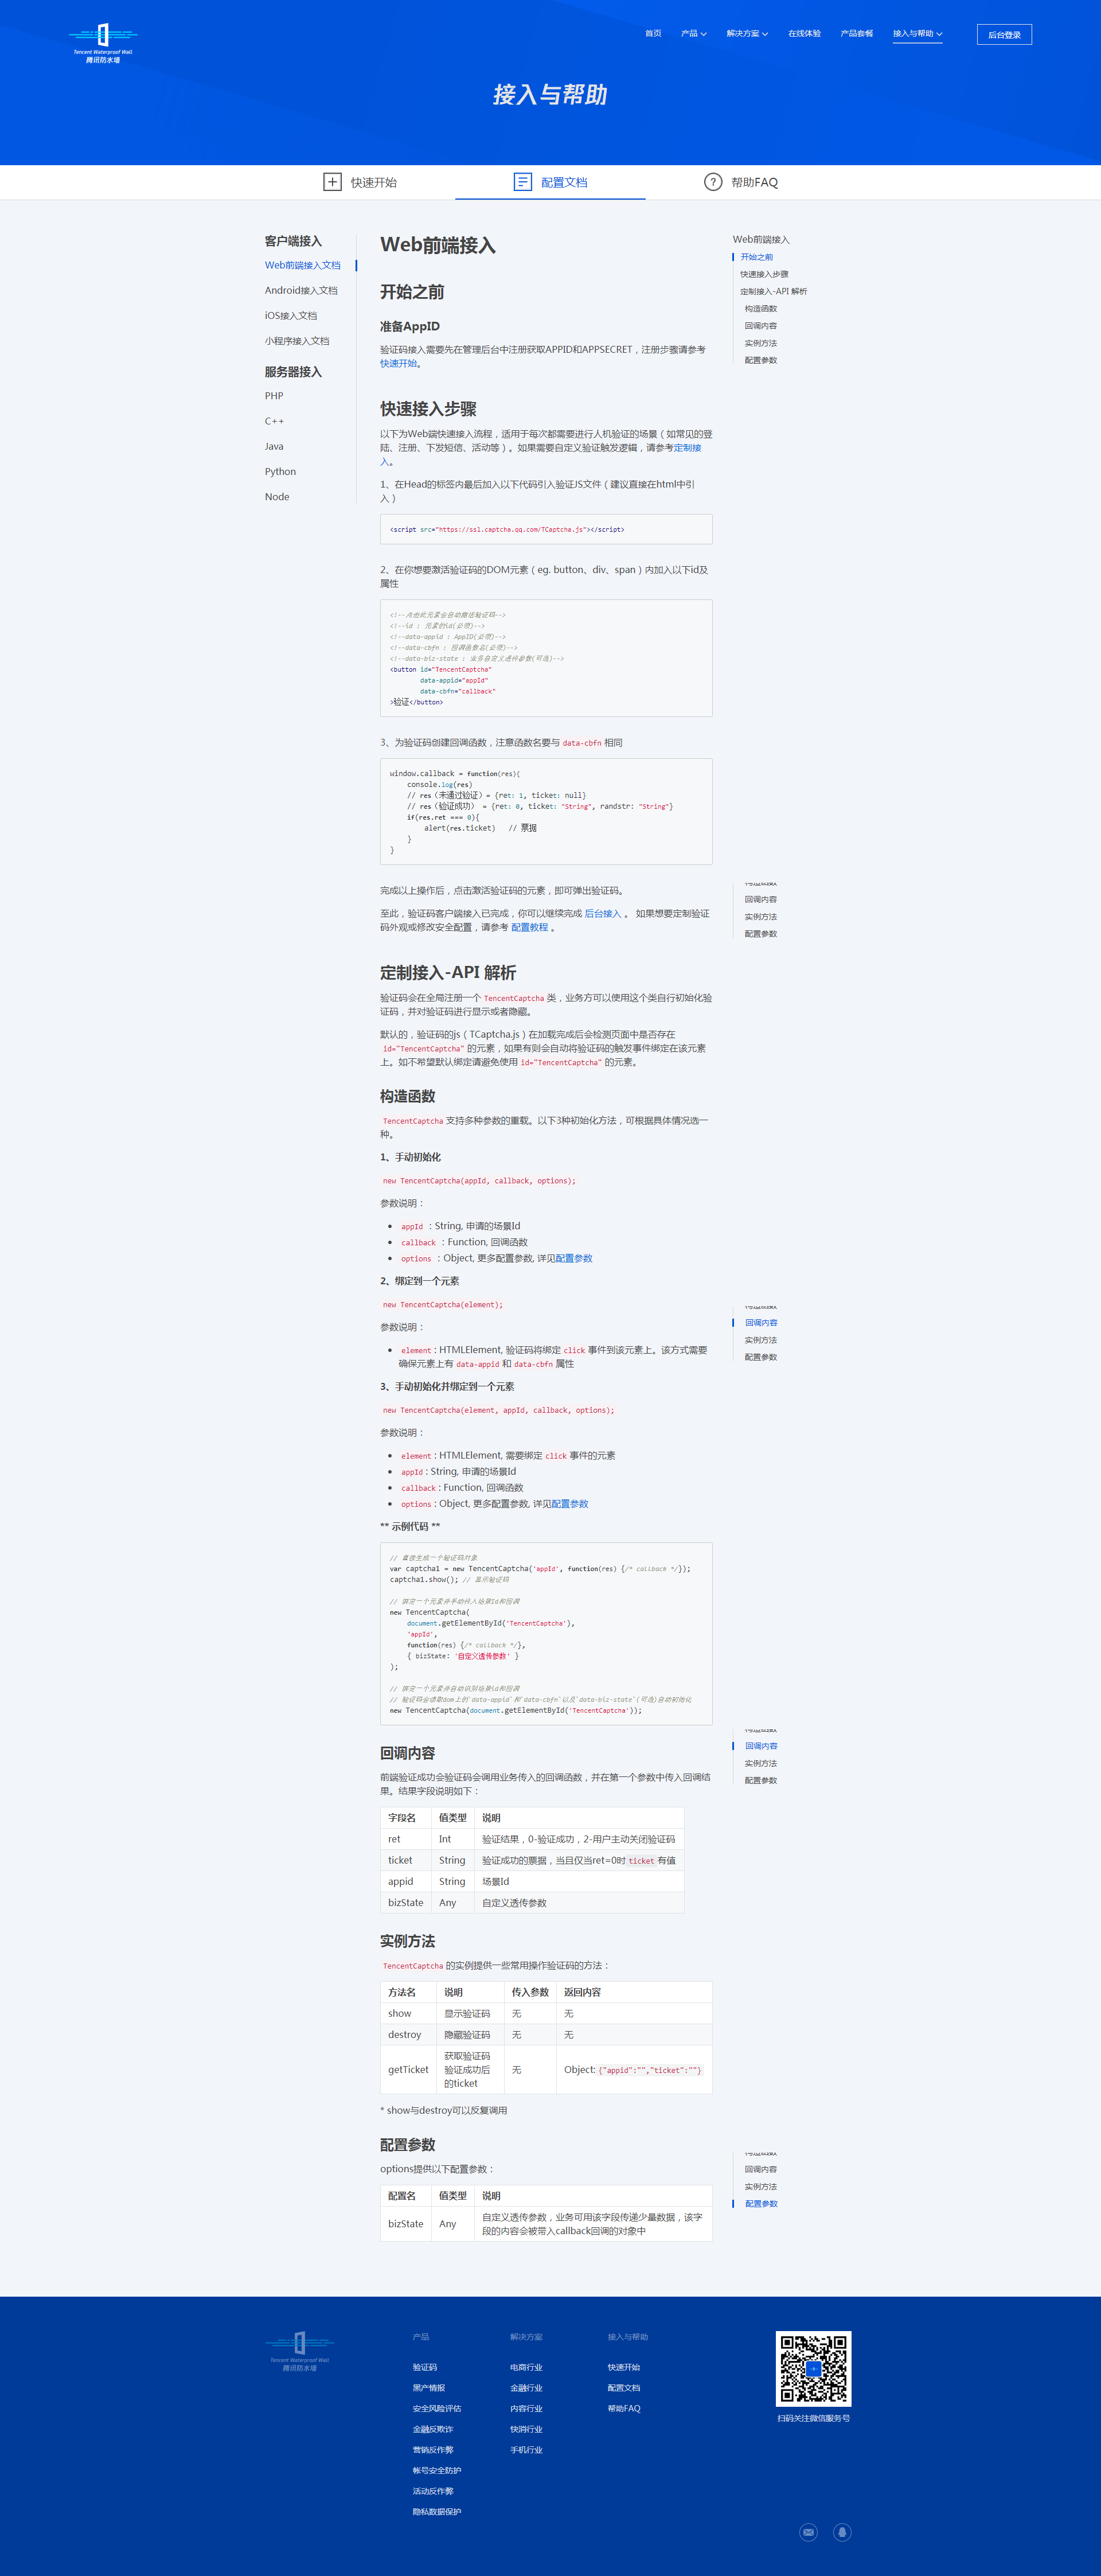 Tencent Waterproof Wall
腾讯防水墙
首页
产品
解决方案
在线体验
产品套餐
接入与帮助
后台登录
接入与帮助
快速开始
配置文档
帮助FAQ
客户端接入
Web前端接入文档
Android接入文档
iOS接入文档
小程序接入文档
服务器接入
PHP
C++
Java
Python
Node
Web前端接入
开始之前
快速接入步骤
定制接入-API 解析
构造函数
回调内容
实例方法
配置参数
Web前端接入
开始之前
准备AppID
验证码接入需要先在管理后台中注册获取APPID和APPSECRET，注册步骤请参考
快速开始。
快速接入步骤
以下为Web端快速接入流程，适用于每次都需要进行人机验证的场景（如常见的登
陆、注册、下发短信、活动等）。如果需要自定义验证触发逻辑，请参考定制接
入。
1、在Head的标签内最后加入以下代码引入验证JS文件（建议直接在html中引
入）
<script src="https://ssl.captcha.qq.com/TCaptcha.js"></script>
2、在你想要激活验证码的DOM元素（eg. button、div、span）内加入以下id及
属性
<!--点击此元素会自动激活验证码-->
<!--id : 元素的id(必须)-->
<!--data-appid : AppID(必须)-->
<!--data-cbfn : 回调函数名(必须)-->
<!--data-biz-state : 业务自定义透传参数(可选)-->
<button id="TencentCaptcha"
data-appid="appId"
data-cbfn="callback"
>验证</button>
3、为验证码创建回调函数，注意函数名要与 data-cbfn 相同
window.callback = function(res){
console.log(res)
// res（未通过验证）= {ret: 1, ticket: null}
// res（验证成功） = {ret: 0, ticket: "String", randstr: "String"}
if(res.ret === 0){
alert(res.ticket)   // 票据
}
}
完成以上操作后，点击激活验证码的元素，即可弹出验证码。
至此，验证码客户端接入已完成，你可以继续完成 后台接入 。 如果想要定制验证
码外观或修改安全配置，请参考 配置教程 。
构造函数
回调内容
实例方法
配置参数
定制接入-API 解析
验证码会在全局注册一个 TencentCaptcha 类，业务方可以使用这个类自行初始化验
证码，并对验证码进行显示或者隐藏。
默认的，验证码的js（TCaptcha.js）在加载完成后会检测页面中是否存在
id="TencentCaptcha" 的元素，如果有则会自动将验证码的触发事件绑定在该元素
上。如不希望默认绑定请避免使用 id="TencentCaptcha" 的元素。
构造函数
TencentCaptcha 支持多种参数的重载。以下3种初始化方法，可根据具体情况选一
种。
1、手动初始化
new TencentCaptcha(appId, callback, options);
参数说明：
appId ：String, 申请的场景Id
callback ：Function, 回调函数
options ：Object, 更多配置参数, 详见配置参数
2、绑定到一个元素
new TencentCaptcha(element);
参数说明：
element : HTMLElement, 验证码将绑定 click 事件到该元素上。该方式需要
确保元素上有 data-appid 和 data-cbfn 属性
构造函数
回调内容
实例方法
配置参数
3、手动初始化并绑定到一个元素
new TencentCaptcha(element, appId, callback, options);
参数说明：
element : HTMLElement, 需要绑定 click 事件的元素
appId : String, 申请的场景Id
callback : Function, 回调函数
options : Object, 更多配置参数, 详见配置参数
** 示例代码 **
// 直接生成一个验证码对象
var captcha1 = new TencentCaptcha('appId', function(res) {/* callback */});
captcha1.show(); // 显示验证码
// 绑定一个元素并手动传入场景Id和回调
new TencentCaptcha(
document.getElementById('TencentCaptcha'),
'appId',
function(res) {/* callback */},
{ bizState: '自定义透传参数' }
);
// 绑定一个元素并自动识别场景id和回调
// 验证码会读取dom上的`data-appid`和`data-cbfn`以及`data-biz-state`(可选)自动初始化
new TencentCaptcha(document.getElementById('TencentCaptcha'));
构造函数
回调内容
实例方法
配置参数
回调内容
前端验证成功会验证码会调用业务传入的回调函数，并在第一个参数中传入回调结
果。结果字段说明如下：
字段名 值类型 说明
ret Int 验证结果，0-验证成功，2-用户主动关闭验证码
ticket String 验证成功的票据，当且仅当ret=0时 ticket 有值
appid String 场景Id
bizState Any 自定义透传参数
实例方法
TencentCaptcha 的实例提供一些常用操作验证码的方法：
方法名 说明 传入参数 返回内容
show 显示验证码 无 无
destroy 隐藏验证码 无 无
getTicket 获取验证码
验证成功后
的ticket 无 Object: {"appid":"","ticket":""}
* show与destroy可以反复调用
配置参数
options提供以下配置参数：
配置名 值类型 说明
bizState Any 自定义透传参数，业务可用该字段传递少量数据，该字
段的内容会被带入callback回调的对象中
构造函数
回调内容
实例方法
配置参数
Tencent Waterproof Wall
腾讯防水墙
产品
验证码
黑产情报
安全风险评估
金融反欺诈
营销反作弊
帐号安全防护
活动反作弊
隐私数据保护
解决方案
电商行业
金融行业
内容行业
快消行业
手机行业
接入与帮助
快速开始
配置文档
帮助FAQ
扫码关注微信服务号